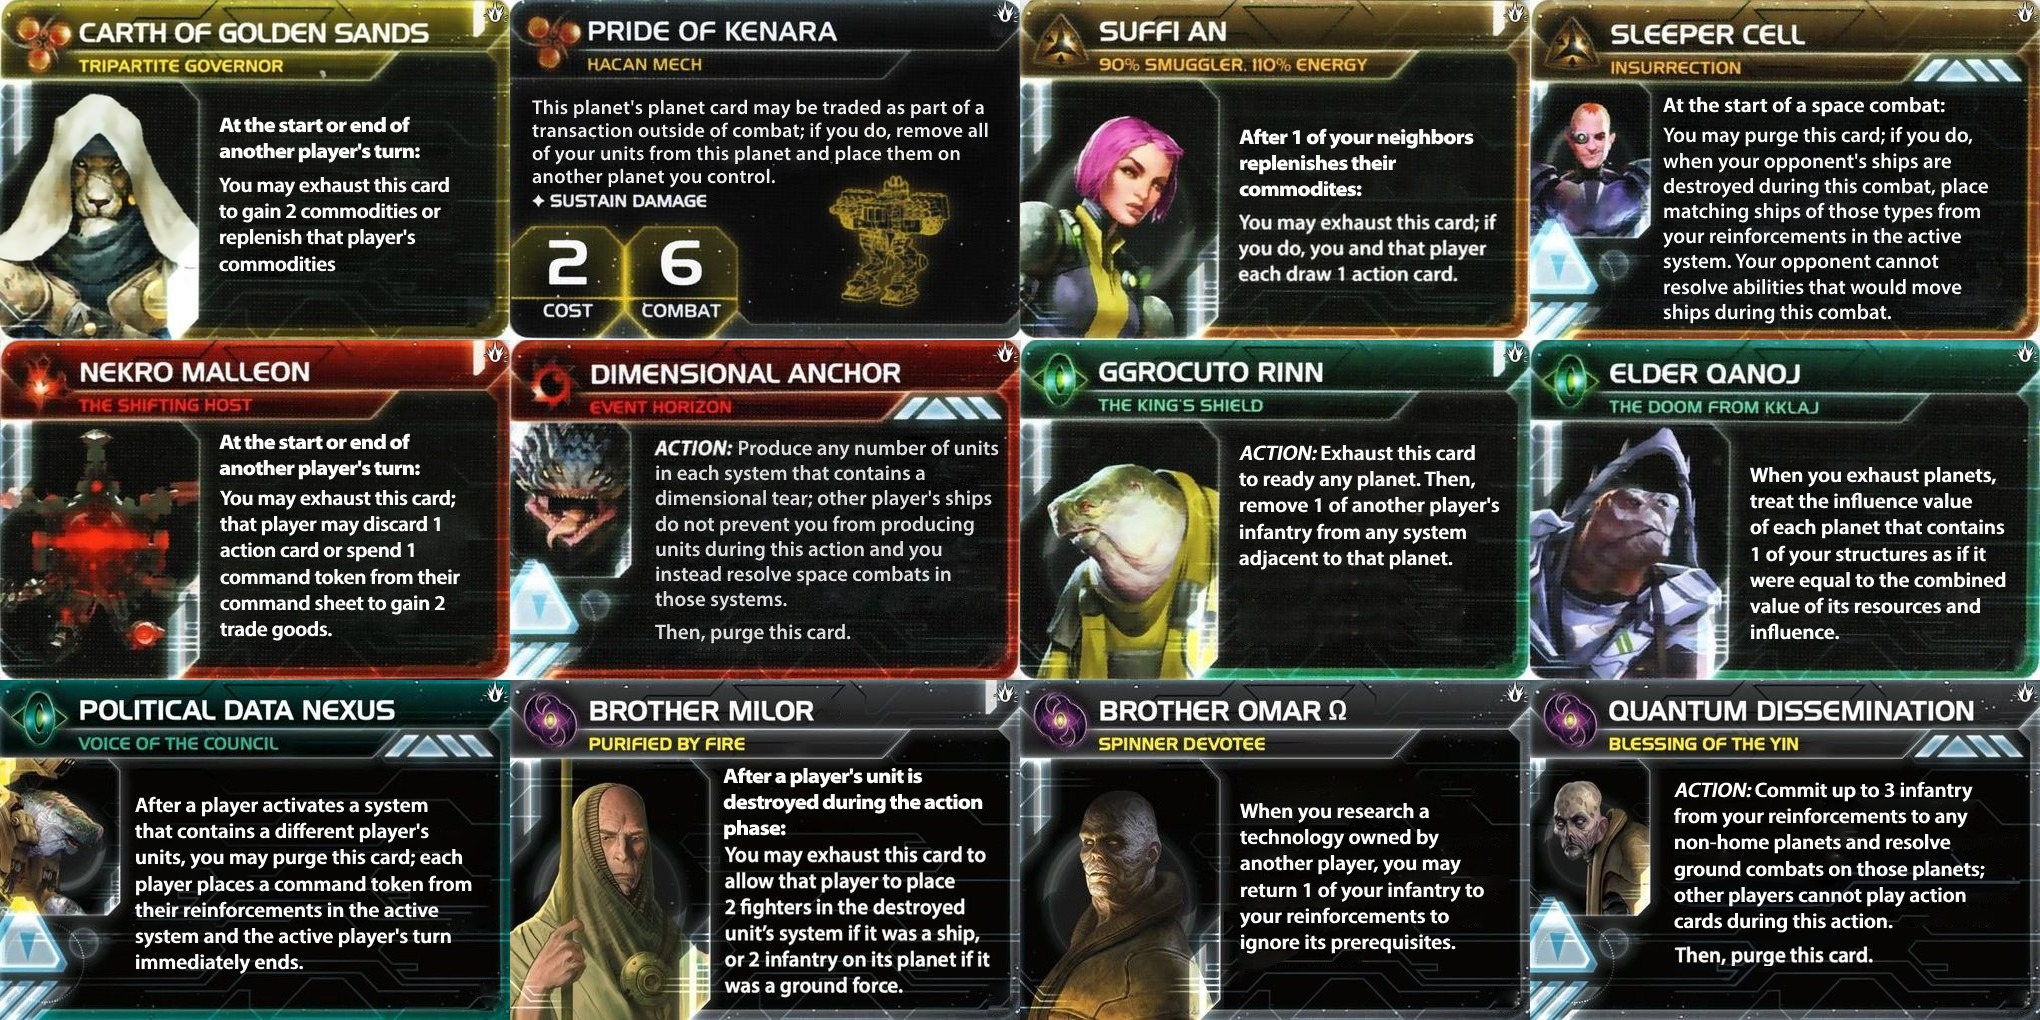 CARTH OF GOLDEN SANDS
TRIPARTITE GOVERNOR
At the start or end of
another player's turn:
You may exhaust this card
to gain 2 commodities or
replenish that player's
commodities
PRIDE OF KENARA
HACAN MECH
This planet's planet card may be traded as part of a
transaction outside of combat; if you do, remove all
of your units from this planet and place them on
another planet you control.
✦ SUSTAIN DAMAGE
2
COST
6
COMBAT
SUFFI AN
90% SMUGGLER. 110% ENERGY
After 1 of your neighbors
replenishes their
commodites:
You may exhaust this card; if
you do, you and that player
each draw 1 action card.
SLEEPER CELL
INSURRECTION
At the start of a space combat:
You may purge this card; if you do,
when your opponent's ships are
destroyed during this combat, place
matching ships of those types from
your reinforcements in the active
system. Your opponent cannot
resolve abilities that would move
ships during this combat.
NEKRO MALLEON
THE SHIFTING HOST
At the start or end of
another player's turn:
You may exhaust this card;
that player may discard 1
action card or spend 1
command token from their
command sheet to gain 2
trade goods.
DIMENSIONAL ANCHOR
EVENT HORIZON
ACTION: Produce any number of units
in each system that contains a
dimensional tear; other player's ships
do not prevent you from producing
units during this action and you
instead resolve space combats in
those systems.
Then, purge this card.
GGROCUTO RINN
THE KING'S SHIELD
ACTION: Exhaust this card
to ready any planet. Then,
remove 1 of another player's
infantry from any system
adjacent to that planet.
ELDER QANOJ
THE DOOM FROM KKLAJ
When you exhaust planets,
treat the influence value
of each planet that contains
1 of your structures as if it
were equal to the combined
value of its resources and
influence.
POLITICAL DATA NEXUS
VOICE OF THE COUNCIL
After a player activates a system
that contains a different player's
units, you may purge this card; each
player places a command token from
their reinforcements in the active
system and the active player's turn
immediately ends.
BROTHER MILOR
PURIFIED BY FIRE
After a player's unit is
destroyed during the action
phase:
You may exhaust this card to
allow that player to place
2 fighters in the destroyed
unit's system if it was a ship,
or 2 infantry on its planet if it
was a ground force.
BROTHER OMAR Ω
SPINNER DEVOTEE
When you research a
technology owned by
another player, you may
return 1 of your infantry to
your reinforcements to
ignore its prerequisites.
QUANTUM DISSEMINATION
BLESSING OF THE YIN
ACTION: Commit up to 3 infantry
from your reinforcements to any
non-home planets and resolve
ground combats on those planets;
other players cannot play action
cards during this action.
Then, purge this card.